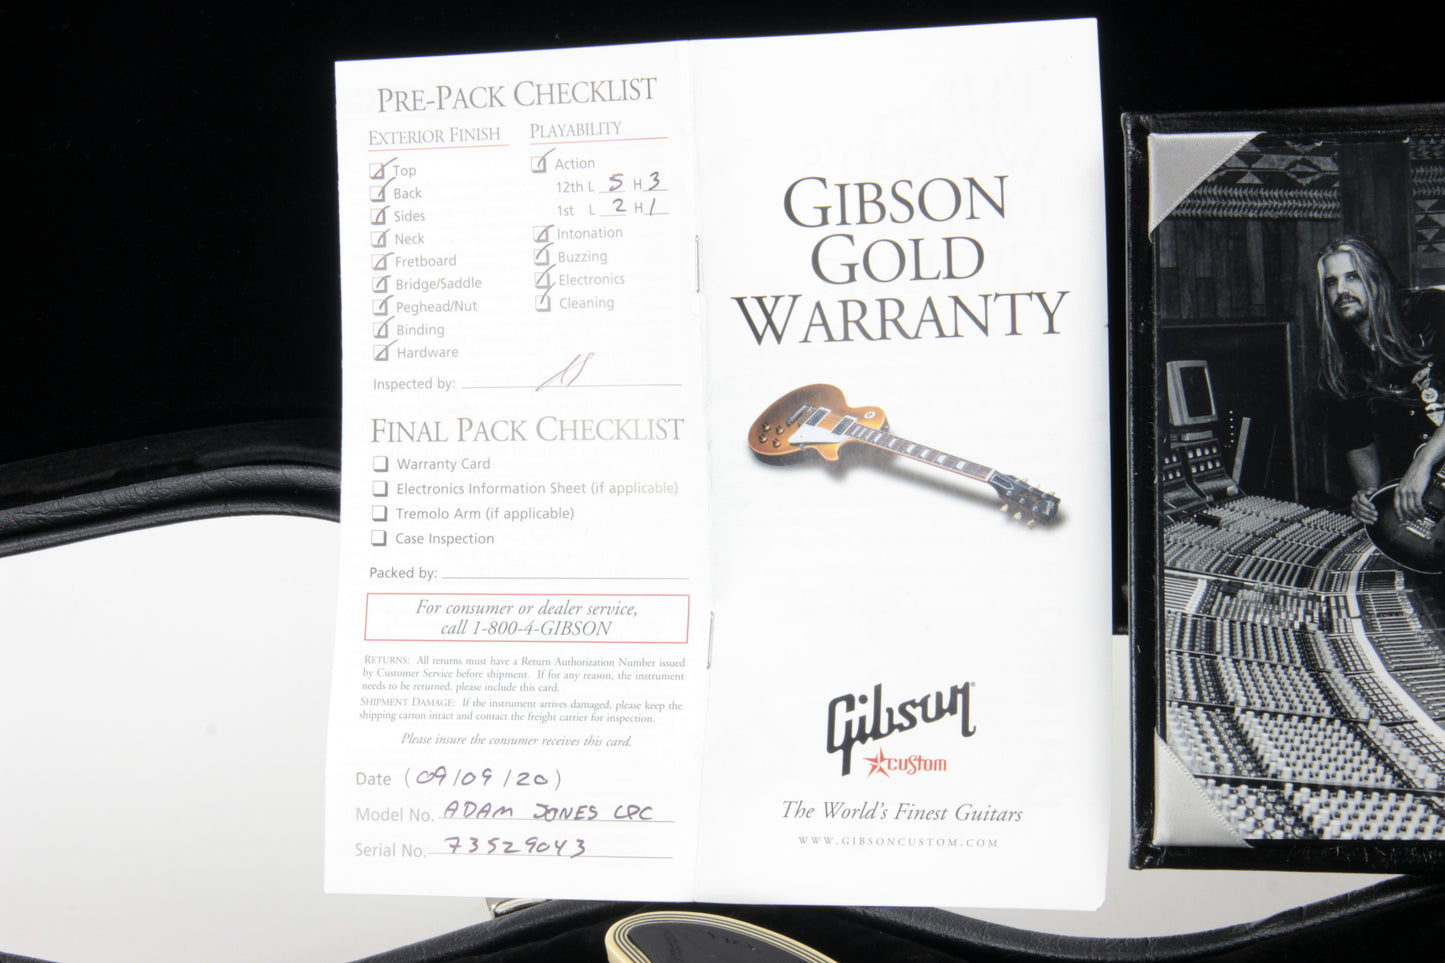 PRE-PACK CHECKLIST
EXTERIOR FINISH
Top
Back
Sides
Neck
Fretboard
Bridge/Saddle
Peghead/Nut
Binding
Hardware
PLAYABILITY
Action
12th L 5 H 3
1st L 2 H 1
Intonation
Buzzing
Electronics
Cleaning
Inspected by:
FINAL PACK CHECKLIST
Warranty Card
Electronics Information Sheet (if applicable)
Tremolo Arm (if applicable)
Case Inspection
Packed by:
For consumer or dealer service,
call 1-800-4-GIBSON
RETURNS: All returns must have a Return Authorization Number issued
by Customer Service before shipment. If for any reason, the instrument
needs to be returned, please include this card.
SHIPMENT DAMAGE: If the instrument arrives damaged, please keep the
shipping carton intact and contact the freight carrier for inspection.
Please insure the consumer receives this card.
Date (09/09/20)
Model No. ADAM JONES LPC
Serial No. 73529043
GIBSON
GOLD
WARRANTY
Gibson
CUSTOM
The World's Finest Guitars
WWW.GIBSONCUSTOM.COM